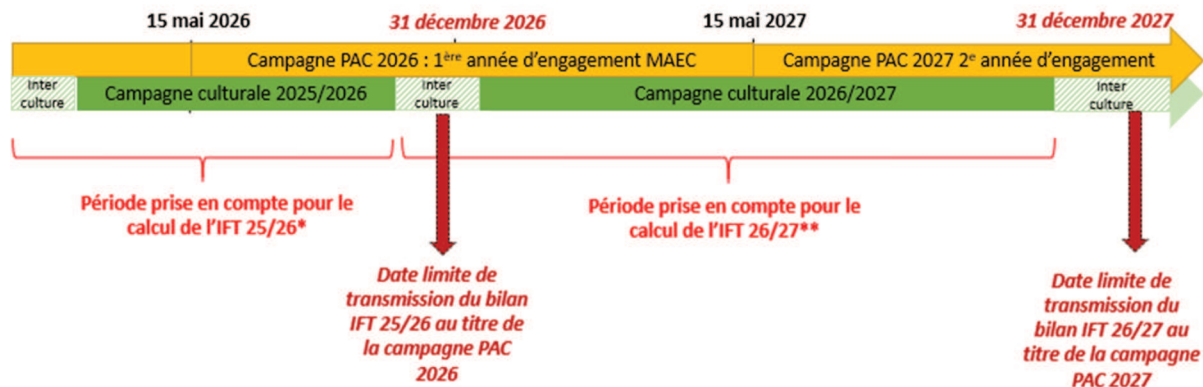 15 mai 2026
31 décembre 2026
15 mai 2027
31 décembre 2027
Campagne PAC 2026 : 1ère année d'engagement MAEC
Campagne PAC 2027 2e année d'engagement
Inter
culture
Campagne culturale 2025/2026
Inter
culture
Campagne culturale 2026/2027
Inter
culture
Période prise en compte pour le
calcul de l'IFT 25/26*
Période prise en compte pour le
calcul de l'IFT 26/27**
Date limite de
transmission du bilan
IFT 25/26 au titre de
la campagne PAC
2026
Date limite de
transmission du
bilan IFT 26/27 au
titre de la campagne
PAC 2027